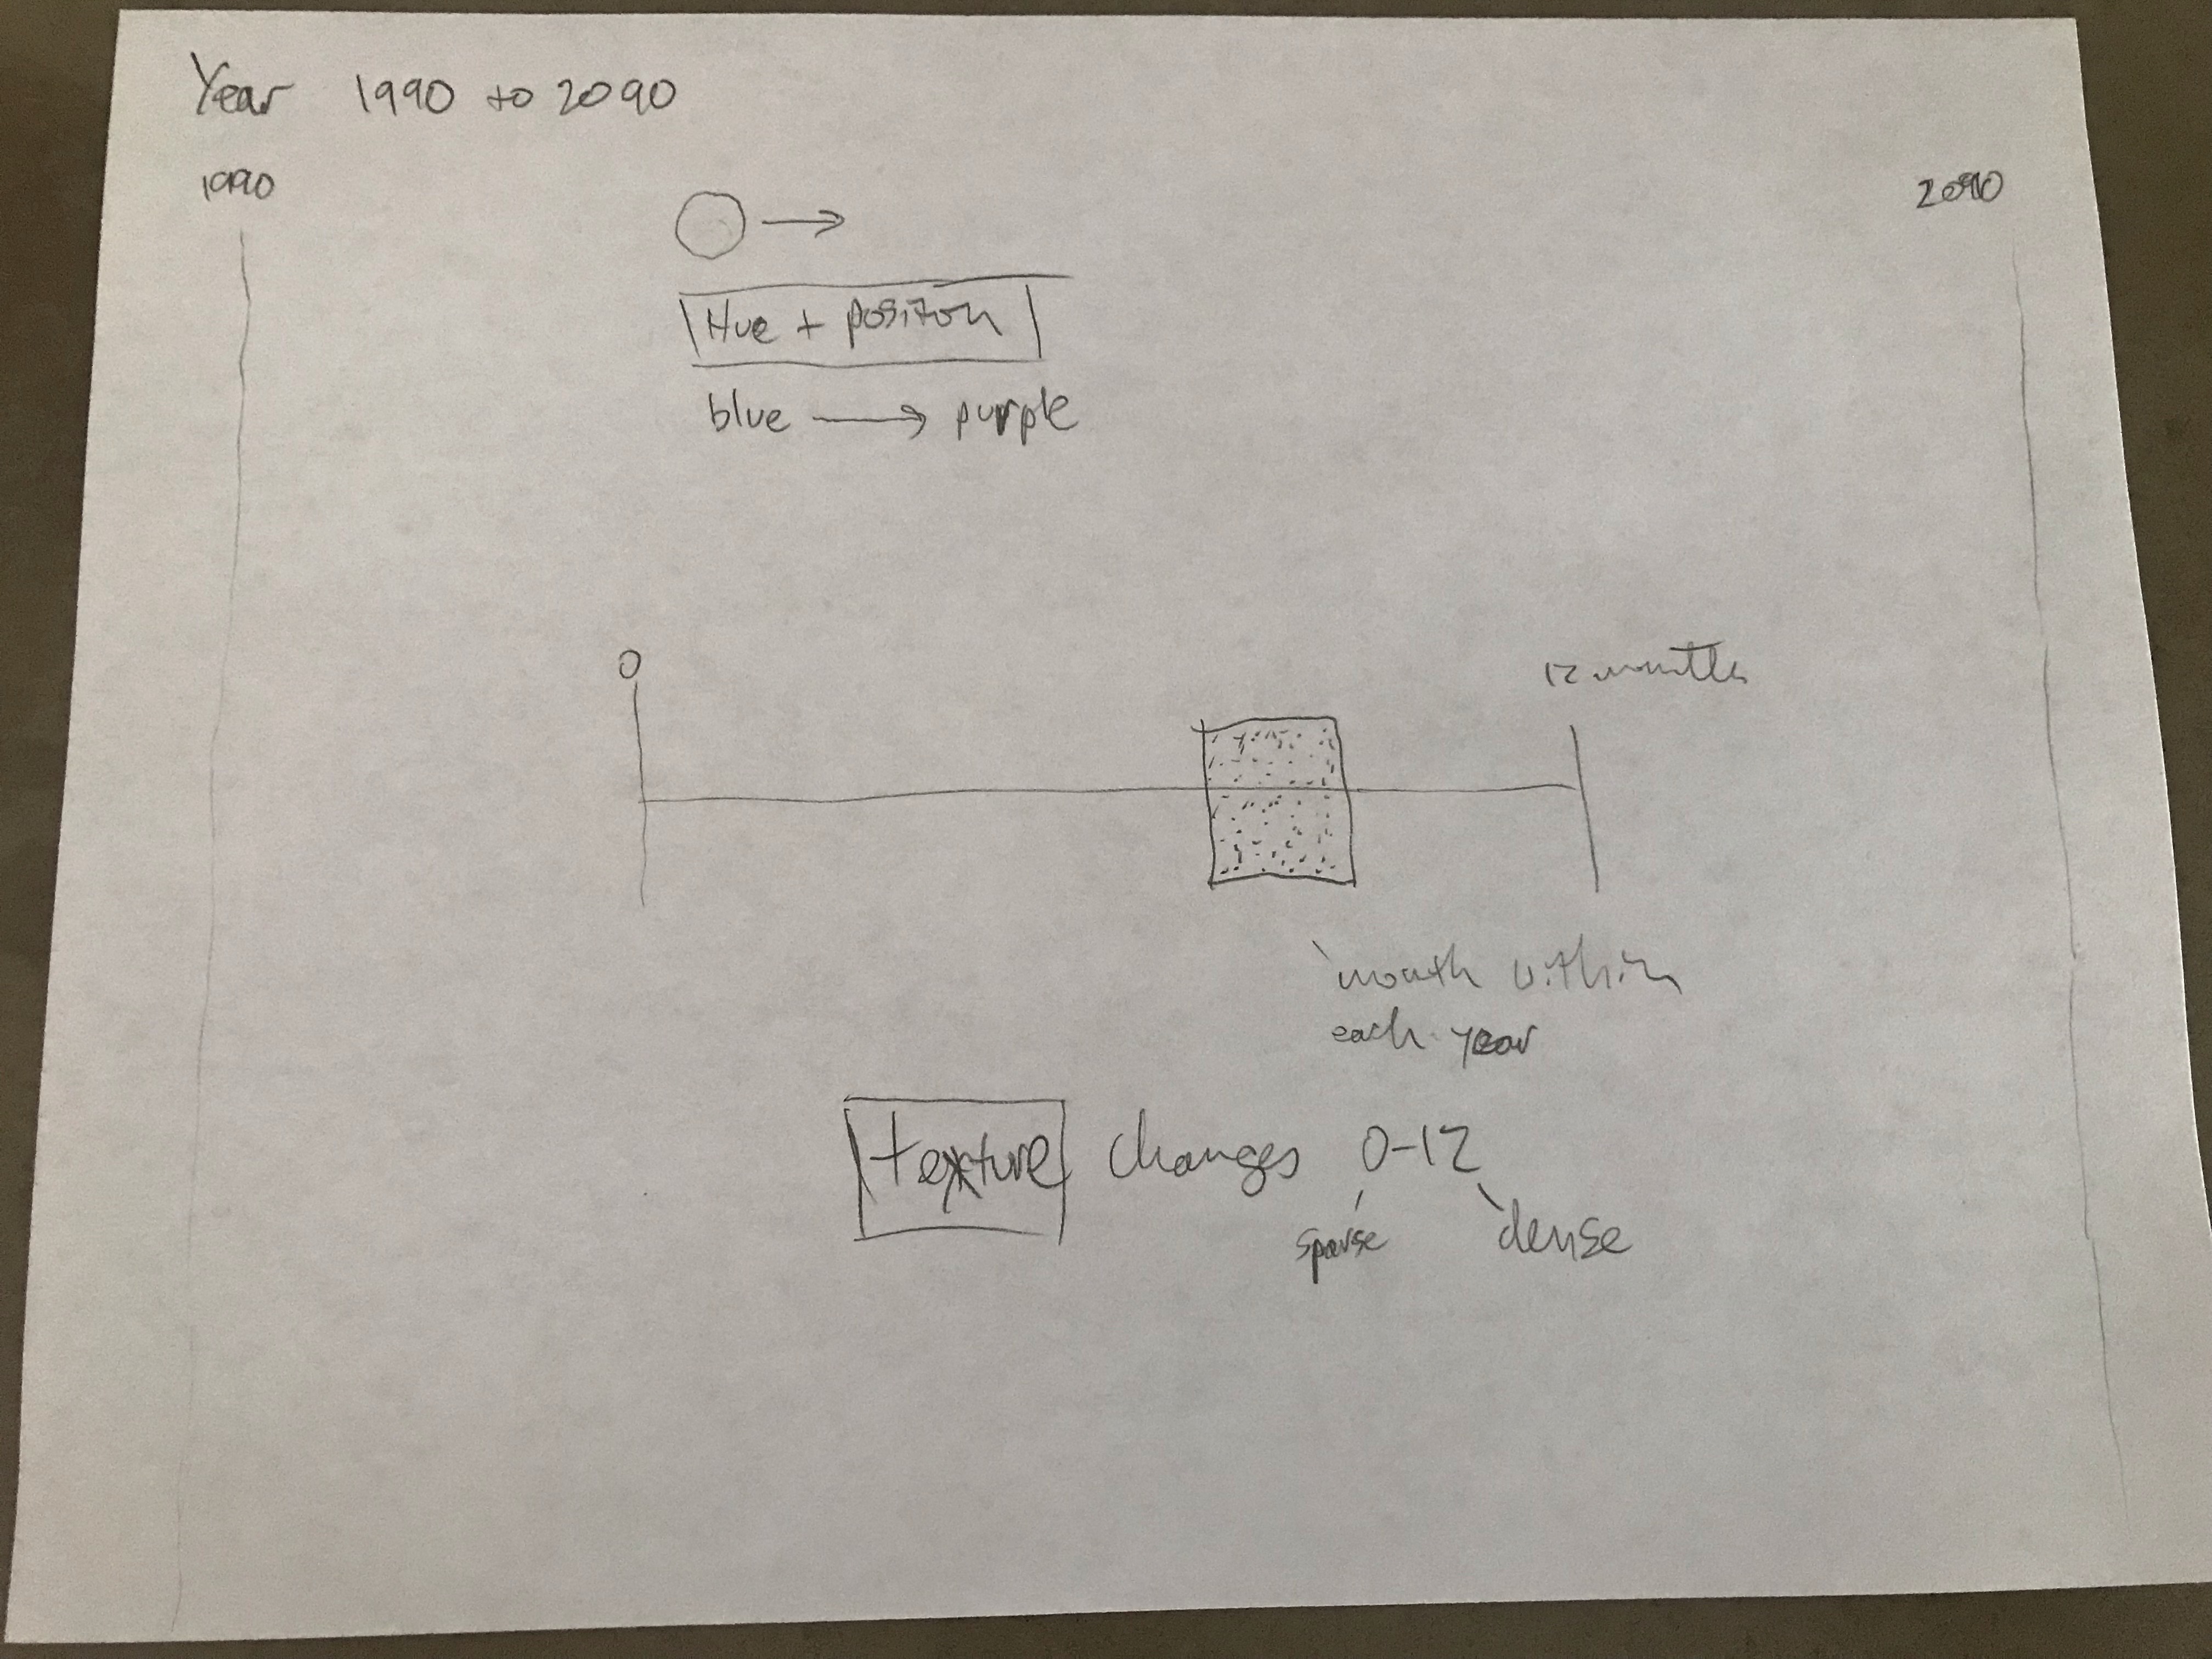 Year 1990 to 2090
1990
2090
Hue + position
blue → purple
0
12 months
month within
each year
texture changes 0-12
sparse
dense